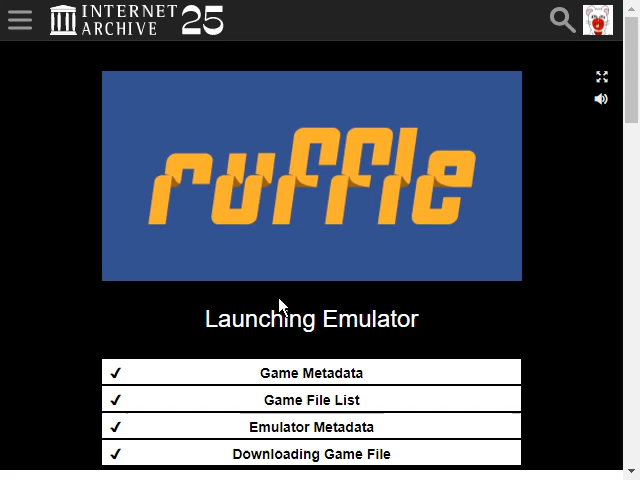 INTERNET
ARCHIVE
25
ruffle
Launching Emulator
✔ Game Metadata
✔ Game File List
✔ Emulator Metadata
✔ Downloading Game File